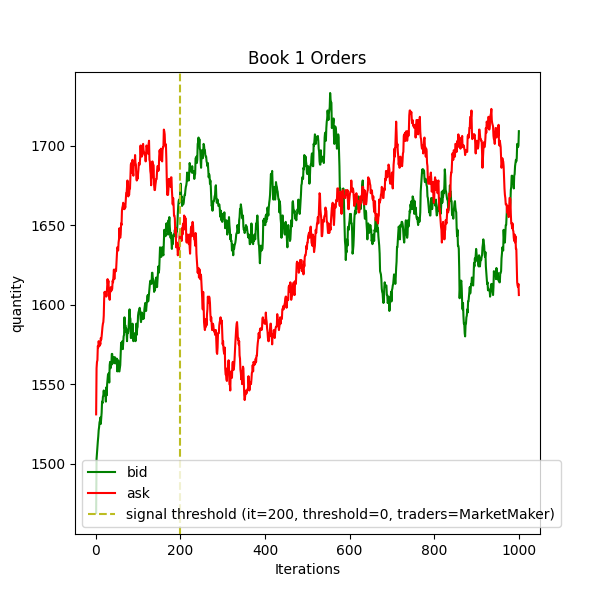 Book 1 Orders
quantity
1700
1650
1600
1550
1500
bid
ask
signal threshold (it=200, threshold=0, traders=MarketMaker)
0 200 400 600 800 1000
Iterations